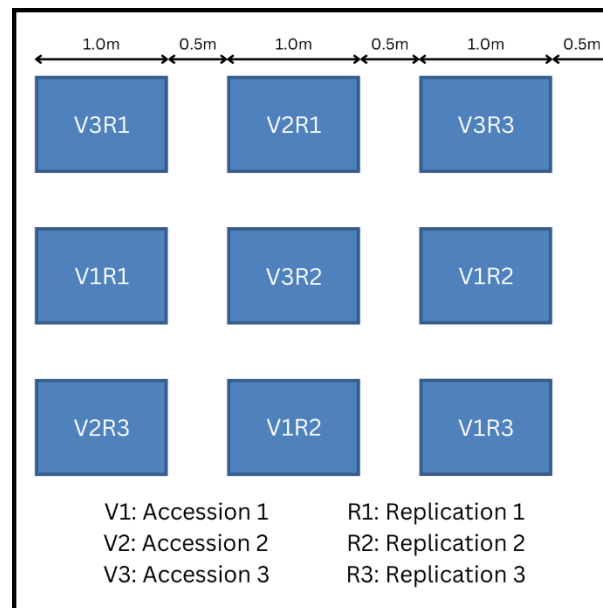 1.0m 0.5m 1.0m 0.5m 1.0m 0.5m
V3R1 V2R1 V3R3
V1R1 V3R2 V1R2
V2R3 V1R2 V1R3
V1: Accession 1 R1: Replication 1
V2: Accession 2 R2: Replication 2
V3: Accession 3 R3: Replication 3